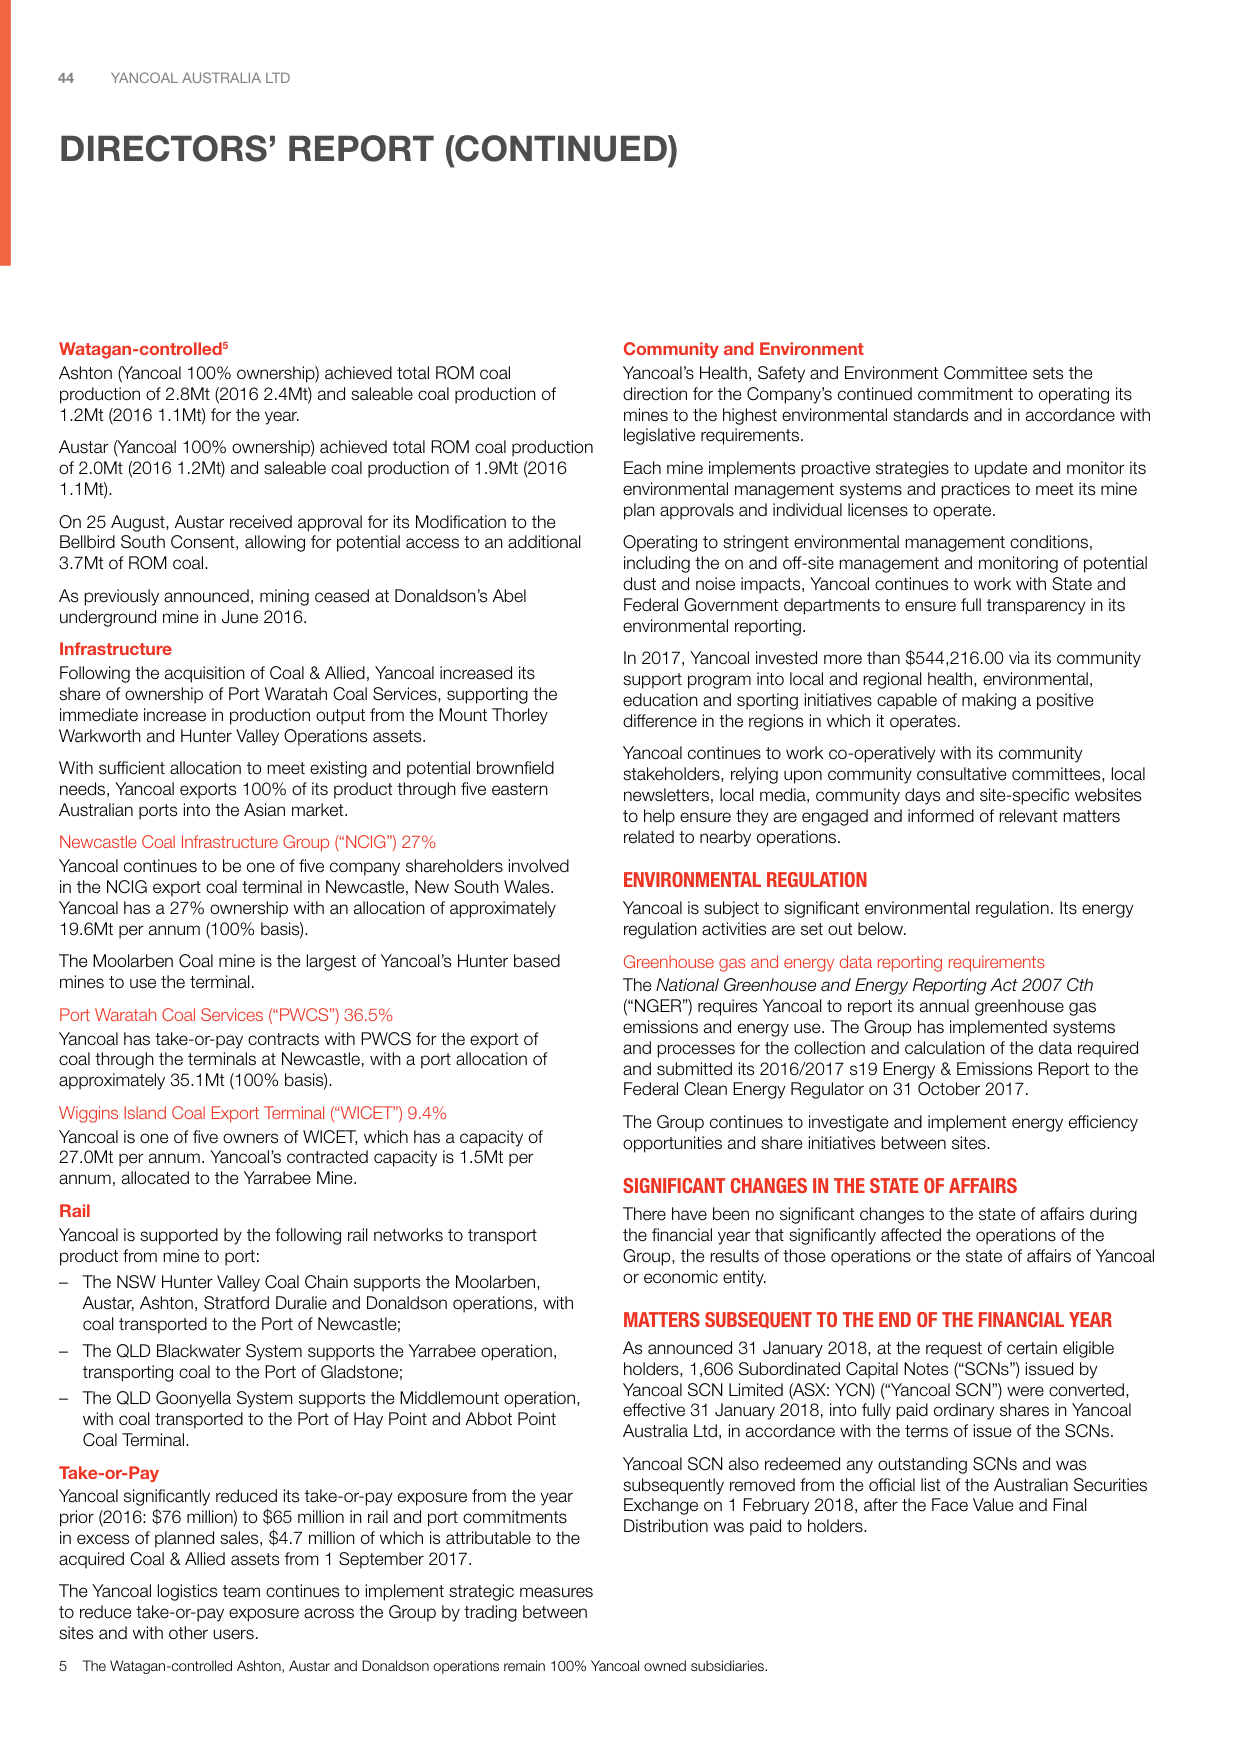 44 YANCOAL AUSTRALIA LTD
DIRECTORS’ REPORT (CONTINUED)
Watagan-controlled5
Ashton (Yancoal 100% ownership) achieved total ROM coal
production of 2.8Mt (2016 2.4Mt) and saleable coal production of
1.2Mt (2016 1.1Mt) for the year.
Austar (Yancoal 100% ownership) achieved total ROM coal production
of 2.0Mt (2016 1.2Mt) and saleable coal production of 1.9Mt (2016
1.1Mt).
On 25 August, Austar received approval for its Modification to the
Bellbird South Consent, allowing for potential access to an additional
3.7Mt of ROM coal.
As previously announced, mining ceased at Donaldson’s Abel
underground mine in June 2016.
Infrastructure
Following the acquisition of Coal & Allied, Yancoal increased its
share of ownership of Port Waratah Coal Services, supporting the
immediate increase in production output from the Mount Thorley
Warkworth and Hunter Valley Operations assets.
With sufficient allocation to meet existing and potential brownfield
needs, Yancoal exports 100% of its product through five eastern
Australian ports into the Asian market.
Newcastle Coal Infrastructure Group (“NCIG”) 27%
Yancoal continues to be one of five company shareholders involved
in the NCIG export coal terminal in Newcastle, New South Wales.
Yancoal has a 27% ownership with an allocation of approximately
19.6Mt per annum (100% basis).
The Moolarben Coal mine is the largest of Yancoal’s Hunter based
mines to use the terminal.
Port Waratah Coal Services (“PWCS”) 36.5%
Yancoal has take-or-pay contracts with PWCS for the export of
coal through the terminals at Newcastle, with a port allocation of
approximately 35.1Mt (100% basis).
Wiggins Island Coal Export Terminal (“WICET”) 9.4%
Yancoal is one of five owners of WICET, which has a capacity of
27.0Mt per annum. Yancoal’s contracted capacity is 1.5Mt per
annum, allocated to the Yarrabee Mine.
Rail
Yancoal is supported by the following rail networks to transport
product from mine to port:
– The NSW Hunter Valley Coal Chain supports the Moolarben,
Austar, Ashton, Stratford Duralie and Donaldson operations, with
coal transported to the Port of Newcastle;
– The QLD Blackwater System supports the Yarrabee operation,
transporting coal to the Port of Gladstone;
– The QLD Goonyella System supports the Middlemount operation,
with coal transported to the Port of Hay Point and Abbot Point
Coal Terminal.
Take-or-Pay
Yancoal significantly reduced its take-or-pay exposure from the year
prior (2016: $76 million) to $65 million in rail and port commitments
in excess of planned sales, $4.7 million of which is attributable to the
acquired Coal & Allied assets from 1 September 2017.
The Yancoal logistics team continues to implement strategic measures
to reduce take-or-pay exposure across the Group by trading between
sites and with other users.
Community and Environment
Yancoal’s Health, Safety and Environment Committee sets the
direction for the Company’s continued commitment to operating its
mines to the highest environmental standards and in accordance with
legislative requirements.
Each mine implements proactive strategies to update and monitor its
environmental management systems and practices to meet its mine
plan approvals and individual licenses to operate.
Operating to stringent environmental management conditions,
including the on and off-site management and monitoring of potential
dust and noise impacts, Yancoal continues to work with State and
Federal Government departments to ensure full transparency in its
environmental reporting.
In 2017, Yancoal invested more than $544,216.00 via its community
support program into local and regional health, environmental,
education and sporting initiatives capable of making a positive
difference in the regions in which it operates.
Yancoal continues to work co-operatively with its community
stakeholders, relying upon community consultative committees, local
newsletters, local media, community days and site-specific websites
to help ensure they are engaged and informed of relevant matters
related to nearby operations.
ENVIRONMENTAL REGULATION
Yancoal is subject to significant environmental regulation. Its energy
regulation activities are set out below.
Greenhouse gas and energy data reporting requirements
The National Greenhouse and Energy Reporting Act 2007 Cth
(“NGER”) requires Yancoal to report its annual greenhouse gas
emissions and energy use. The Group has implemented systems
and processes for the collection and calculation of the data required
and submitted its 2016/2017 s19 Energy & Emissions Report to the
Federal Clean Energy Regulator on 31 October 2017.
The Group continues to investigate and implement energy efficiency
opportunities and share initiatives between sites.
SIGNIFICANT CHANGES IN THE STATE OF AFFAIRS
There have been no significant changes to the state of affairs during
the financial year that significantly affected the operations of the
Group, the results of those operations or the state of affairs of Yancoal
or economic entity.
MATTERS SUBSEQUENT TO THE END OF THE FINANCIAL YEAR
As announced 31 January 2018, at the request of certain eligible
holders, 1,606 Subordinated Capital Notes (“SCNs”) issued by
Yancoal SCN Limited (ASX: YCN) (“Yancoal SCN”) were converted,
effective 31 January 2018, into fully paid ordinary shares in Yancoal
Australia Ltd, in accordance with the terms of issue of the SCNs.
Yancoal SCN also redeemed any outstanding SCNs and was
subsequently removed from the official list of the Australian Securities
Exchange on 1 February 2018, after the Face Value and Final
Distribution was paid to holders.
5 The Watagan-controlled Ashton, Austar and Donaldson operations remain 100% Yancoal owned subsidiaries.